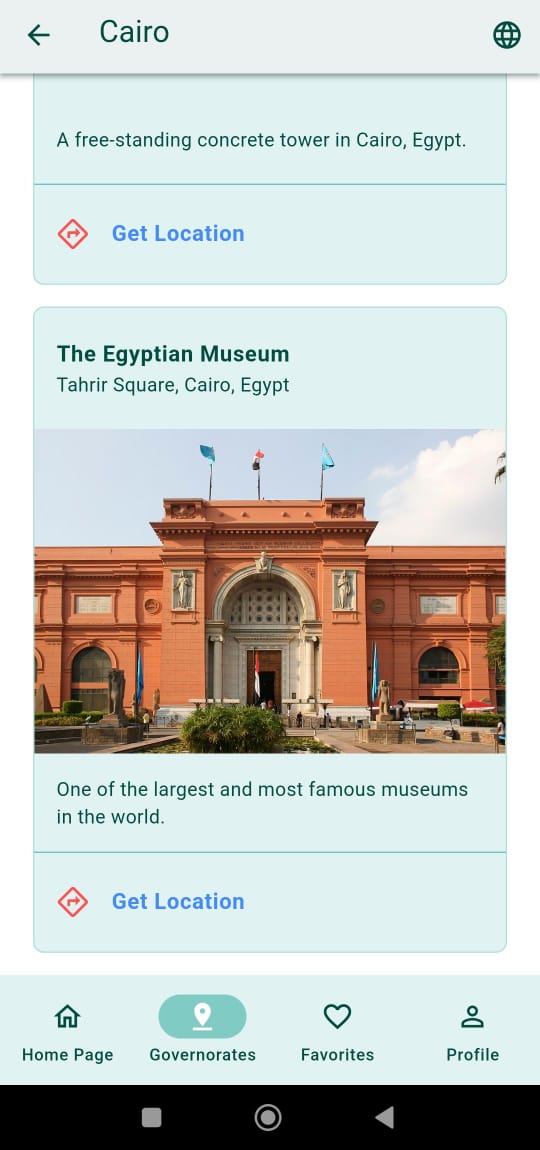 Cairo
A free-standing concrete tower in Cairo, Egypt.
Get Location
The Egyptian Museum
Tahrir Square, Cairo, Egypt
One of the largest and most famous museums
in the world.
Get Location
Home Page
Governorates
Favorites
Profile